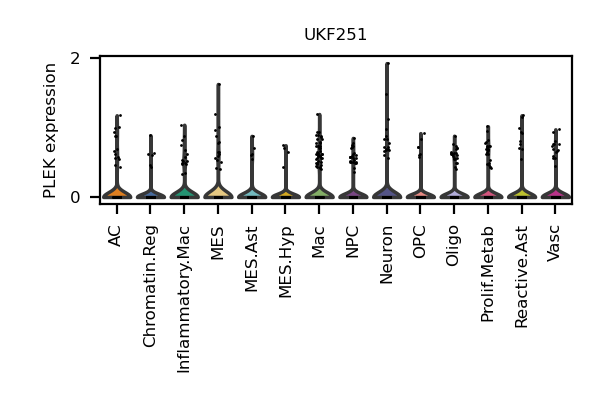 UKF251
PLEK expression
2
0
AC
Chromatin.Reg
Inflammatory.Mac
MES
MES.Ast
MES.Hyp
Mac
NPC
Neuron
OPC
Oligo
Prolif.Metab
Reactive.Ast
Vasc